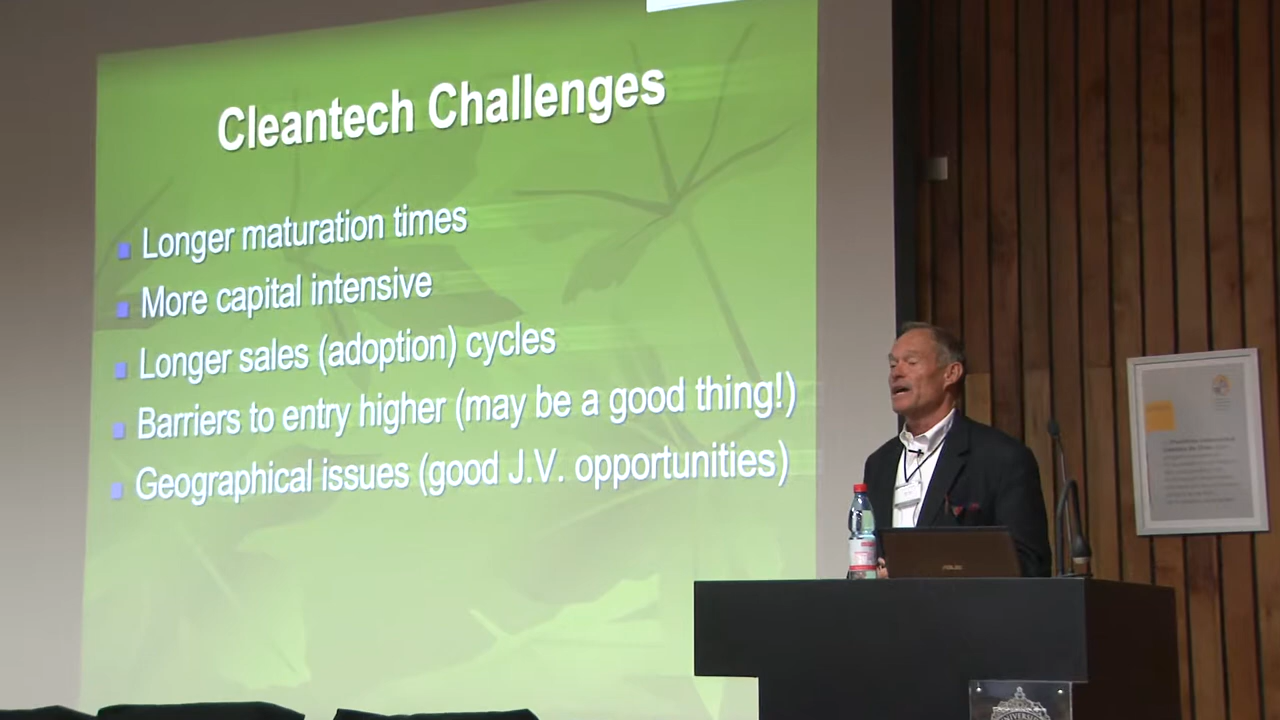 Cleantech Challenges
Longer maturation times
More capital intensive
Longer sales (adoption) cycles
Barriers to entry higher (may be a good thing!)
Geographical issues (good J.V. opportunities)
ASUS